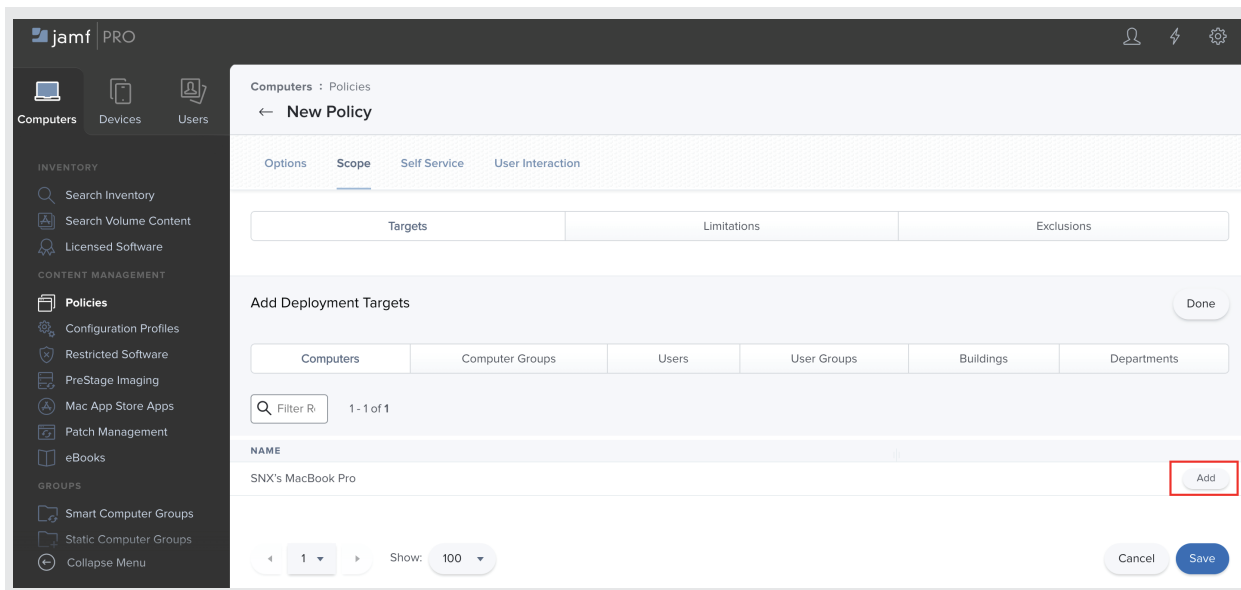 jamf PRO
Computers
Devices
Users
INVENTORY
Search Inventory
Search Volume Content
Licensed Software
CONTENT MANAGEMENT
Policies
Configuration Profiles
Restricted Software
PreStage Imaging
Mac App Store Apps
Patch Management
eBooks
GROUPS
Smart Computer Groups
Static Computer Groups
Collapse Menu
Computers : Policies
← New Policy
Options Scope Self Service User Interaction
Targets Limitations Exclusions
Add Deployment Targets Done
Computers Computer Groups Users User Groups Buildings Departments
Filter R 1 - 1 of 1
NAME
SNX's MacBook Pro Add
1 Show: 100 Cancel Save